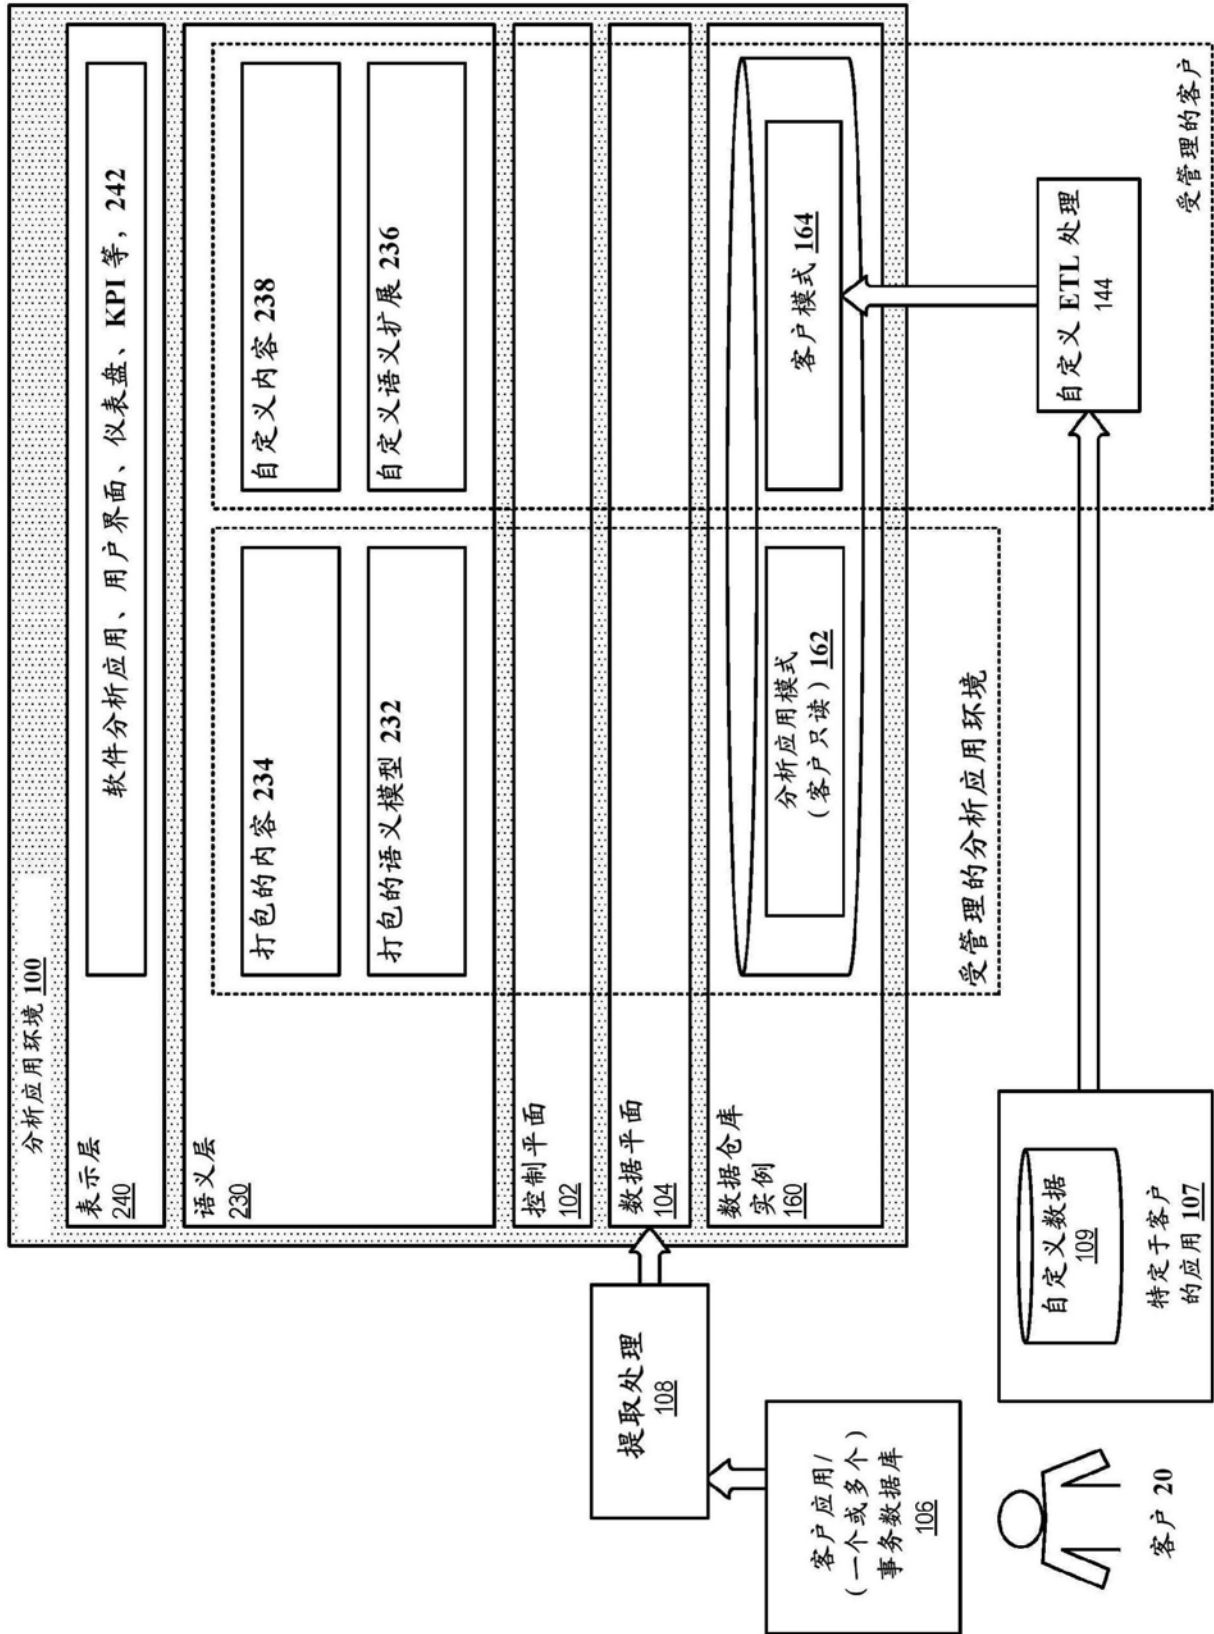 分析应用环境 100
表示层
240
软件分析应用、用户界面、仪表盘、KPI 等，242
语义层
230
打包的内容 234
自定义内容 238
打包的语义模型 232
自定义语义扩展 236
控制平面
102
数据平面
104
数据仓库
实例
160
分析应用模式
（客户只读）162
客户模式 164
受管理的分析应用环境
受管理的客户
提取处理
108
客户应用/
（一个或多个）
事务数据库
106
自定义 ETL 处理
144
自定义数据
109
特定于客户
的应用 107
客户 20